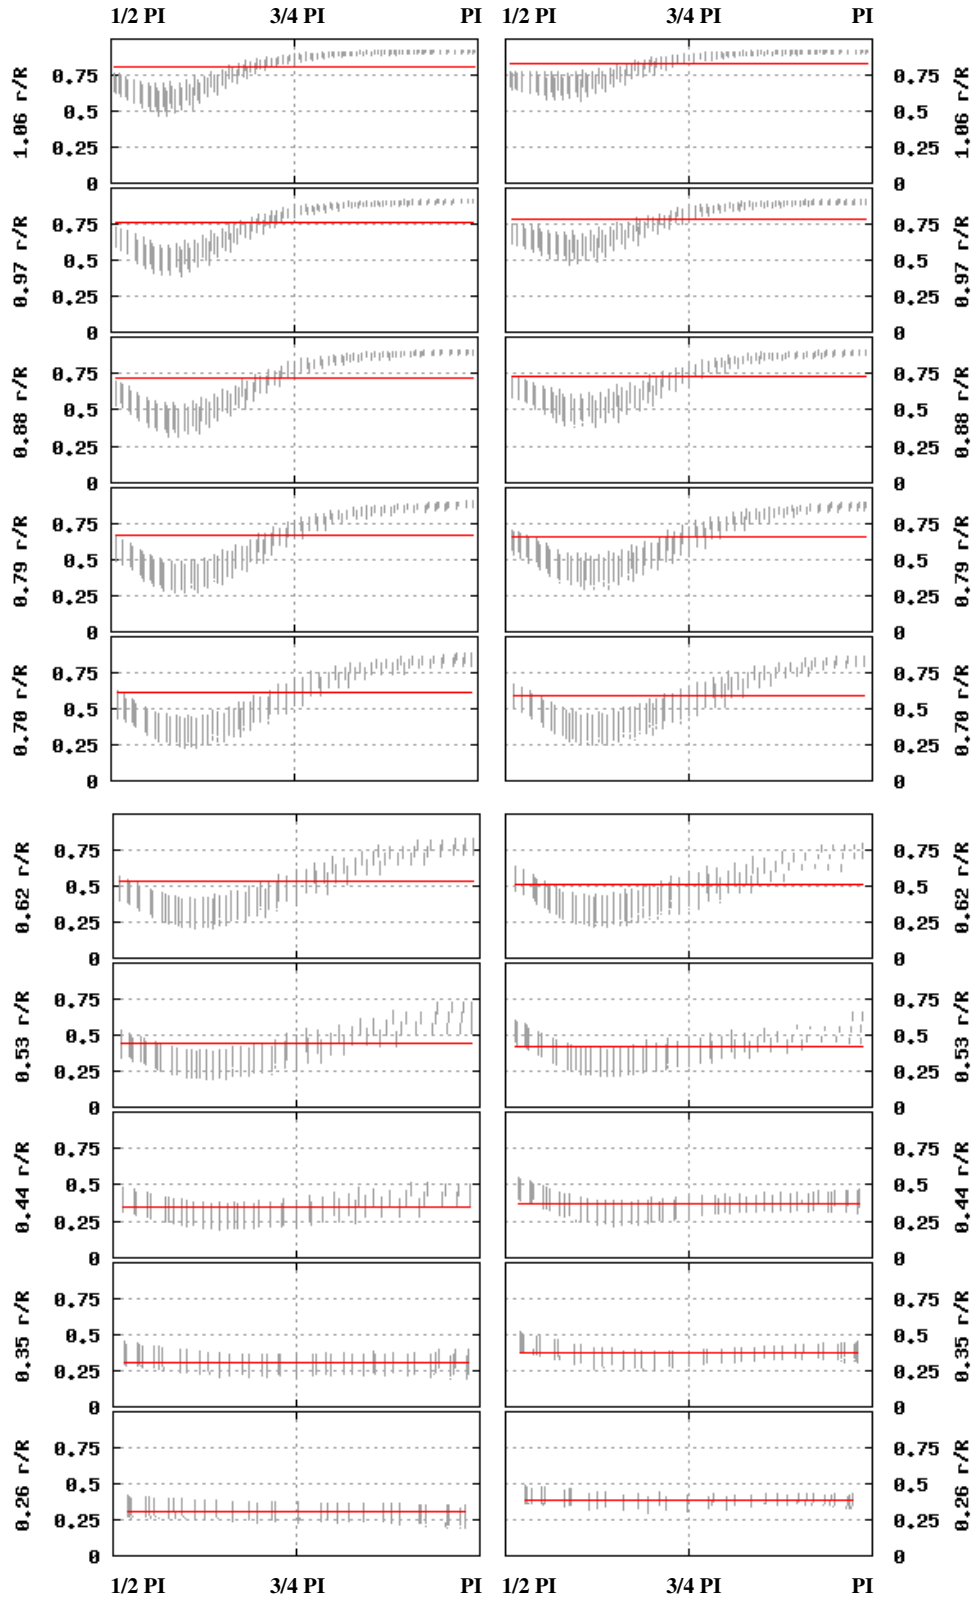 1/2 PI 3/4 PI PI 1/2 PI 3/4 PI PI
1.06 r/R 0.75 0.5 0.25 0 0.75 0.5 0.25 0 1.06 r/R
0.97 r/R 0.75 0.5 0.25 0 0.75 0.5 0.25 0 0.97 r/R
0.88 r/R 0.75 0.5 0.25 0 0.75 0.5 0.25 0 0.88 r/R
0.79 r/R 0.75 0.5 0.25 0 0.75 0.5 0.25 0 0.79 r/R
0.70 r/R 0.75 0.5 0.25 0 0.75 0.5 0.25 0 0.70 r/R
0.62 r/R 0.75 0.5 0.25 0 0.75 0.5 0.25 0 0.62 r/R
0.53 r/R 0.75 0.5 0.25 0 0.75 0.5 0.25 0 0.53 r/R
0.44 r/R 0.75 0.5 0.25 0 0.75 0.5 0.25 0 0.44 r/R
0.35 r/R 0.75 0.5 0.25 0 0.75 0.5 0.25 0 0.35 r/R
0.26 r/R 0.75 0.5 0.25 0 0.75 0.5 0.25 0 0.26 r/R
1/2 PI 3/4 PI PI 1/2 PI 3/4 PI PI